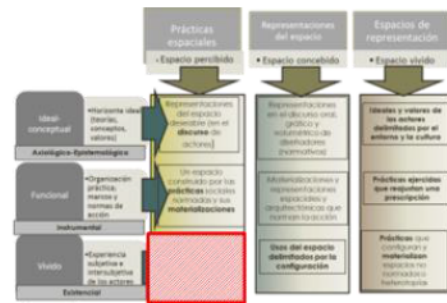 Prácticas
espaciales
Representaciones
del espacio
Espacios de
representación
- Espacio percibido
• Espacio concebido
• Espacio vivido
Ideal-
conceptual
• Horizonte ideal
(teorías,
conceptos,
valores)
Axiológico-Epistemológico
Representaciones
del espacio
deseable (en el
discurso de
actores)
Representaciones
en el discurso oral,
gráfico y
volumétrico de
diseñadores
(normativos)
Ideales y valores de
los actores
delimitados por el
entorno y la cultura
Funcional
• Organización
práctica;
marcos y
normas de
acción
Instrumental
Un espacio
construido por las
prácticas sociales
normadas y sus
materializaciones
Materializaciones y
representaciones
espaciales y
arquitectónicas que
norman la acción
Prácticas ejercidas
que reajustan una
prescripción
Vivido
• Experiencia
subjetiva e
intersubjetiva
de los actores
Existencial
Usos del espacio
delimitados por la
configuración
Prácticas que
configuran y
materializan
espacios no
normados o
heterotopías